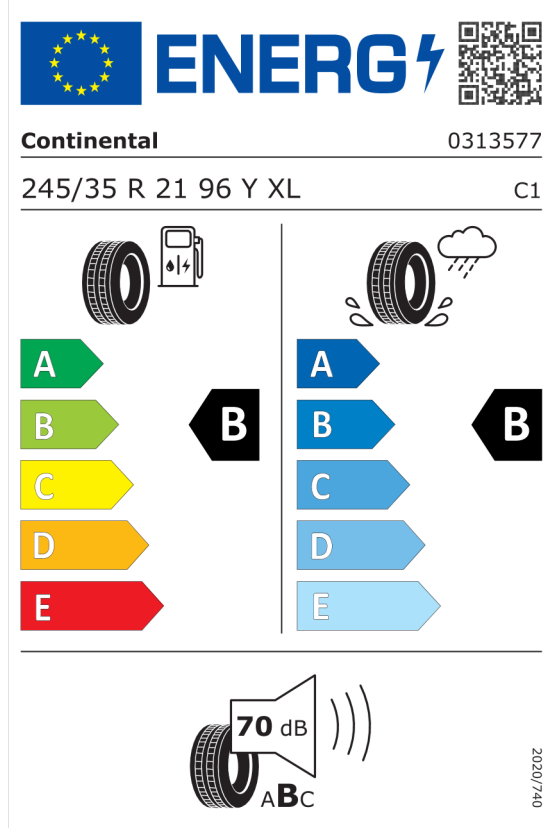 ENERG
Continental 0313577
245/35 R 21 96 Y XL C1
A A
B B B B
C C
D D
E E
70 dB
ABC
2020/740